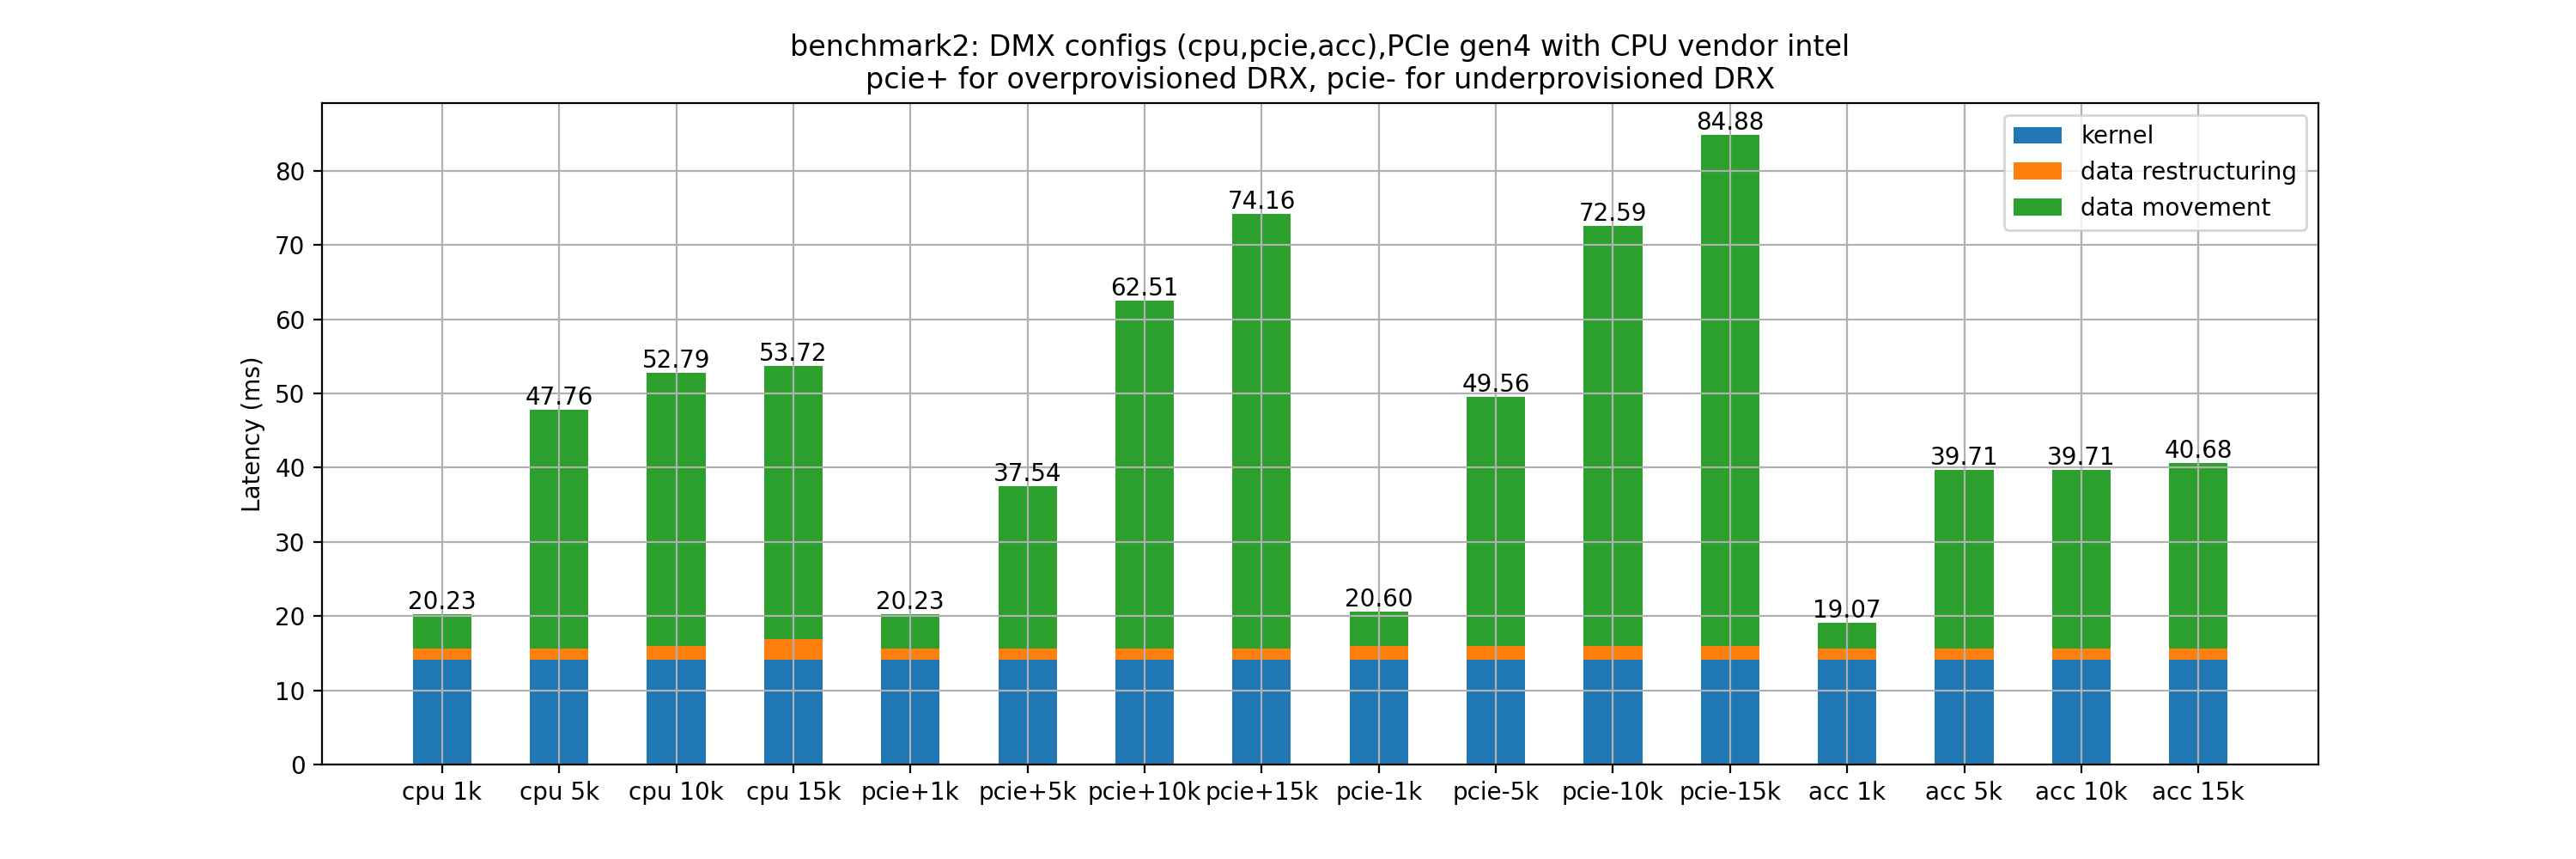 benchmark2: DMX configs (cpu,pcie,acc),PCIe gen4 with CPU vendor intel
pcie+ for overprovisioned DRX, pcie- for underprovisioned DRX
kernel
data restructuring
data movement
Latency (ms)
80
70
60
50
40
30
20
10
0
20.23
47.76
52.79
53.72
20.23
37.54
62.51
74.16
20.60
49.56
72.59
84.88
19.07
39.71
39.71
40.68
cpu 1k
cpu 5k
cpu 10k
cpu 15k
pcie+1k
pcie+5k
pcie+10k
pcie+15k
pcie-1k
pcie-5k
pcie-10k
pcie-15k
acc 1k
acc 5k
acc 10k
acc 15k